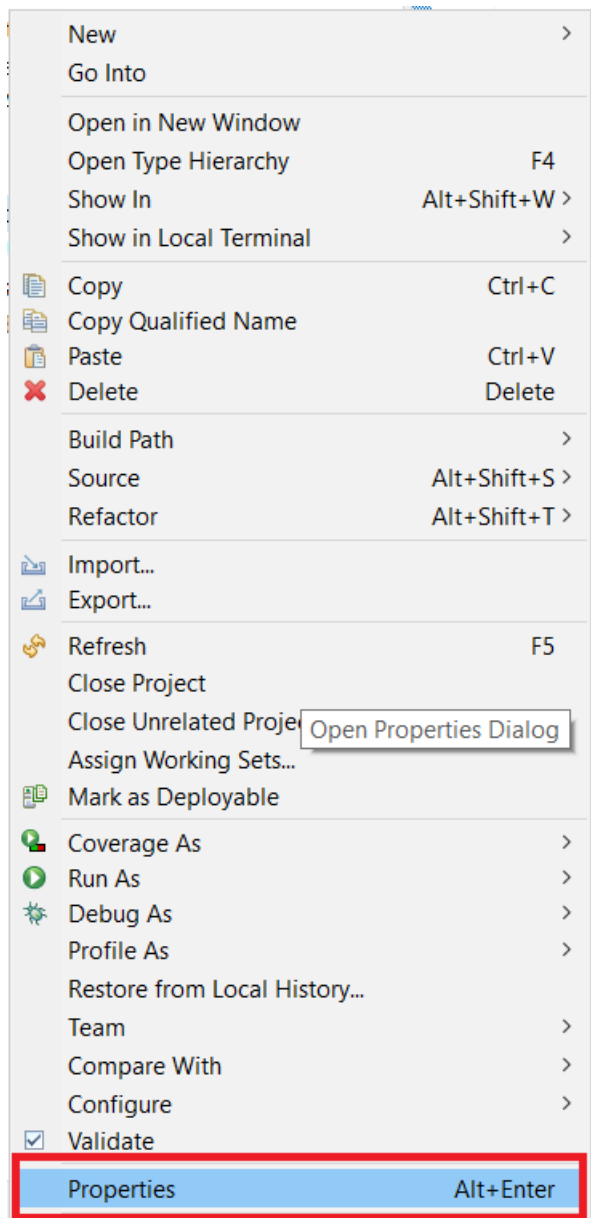 New
Go Into
Open in New Window
Open Type Hierarchy F4
Show In Alt+Shift+W
Show in Local Terminal
Copy Ctrl+C
Copy Qualified Name
Paste Ctrl+V
Delete Delete
Build Path
Source Alt+Shift+S
Refactor Alt+Shift+T
Import...
Export...
Refresh F5
Close Project
Close Unrelated Proje
Open Properties Dialog
Assign Working Sets...
Mark as Deployable
Coverage As
Run As
Debug As
Profile As
Restore from Local History...
Team
Compare With
Configure
Validate
Properties Alt+Enter